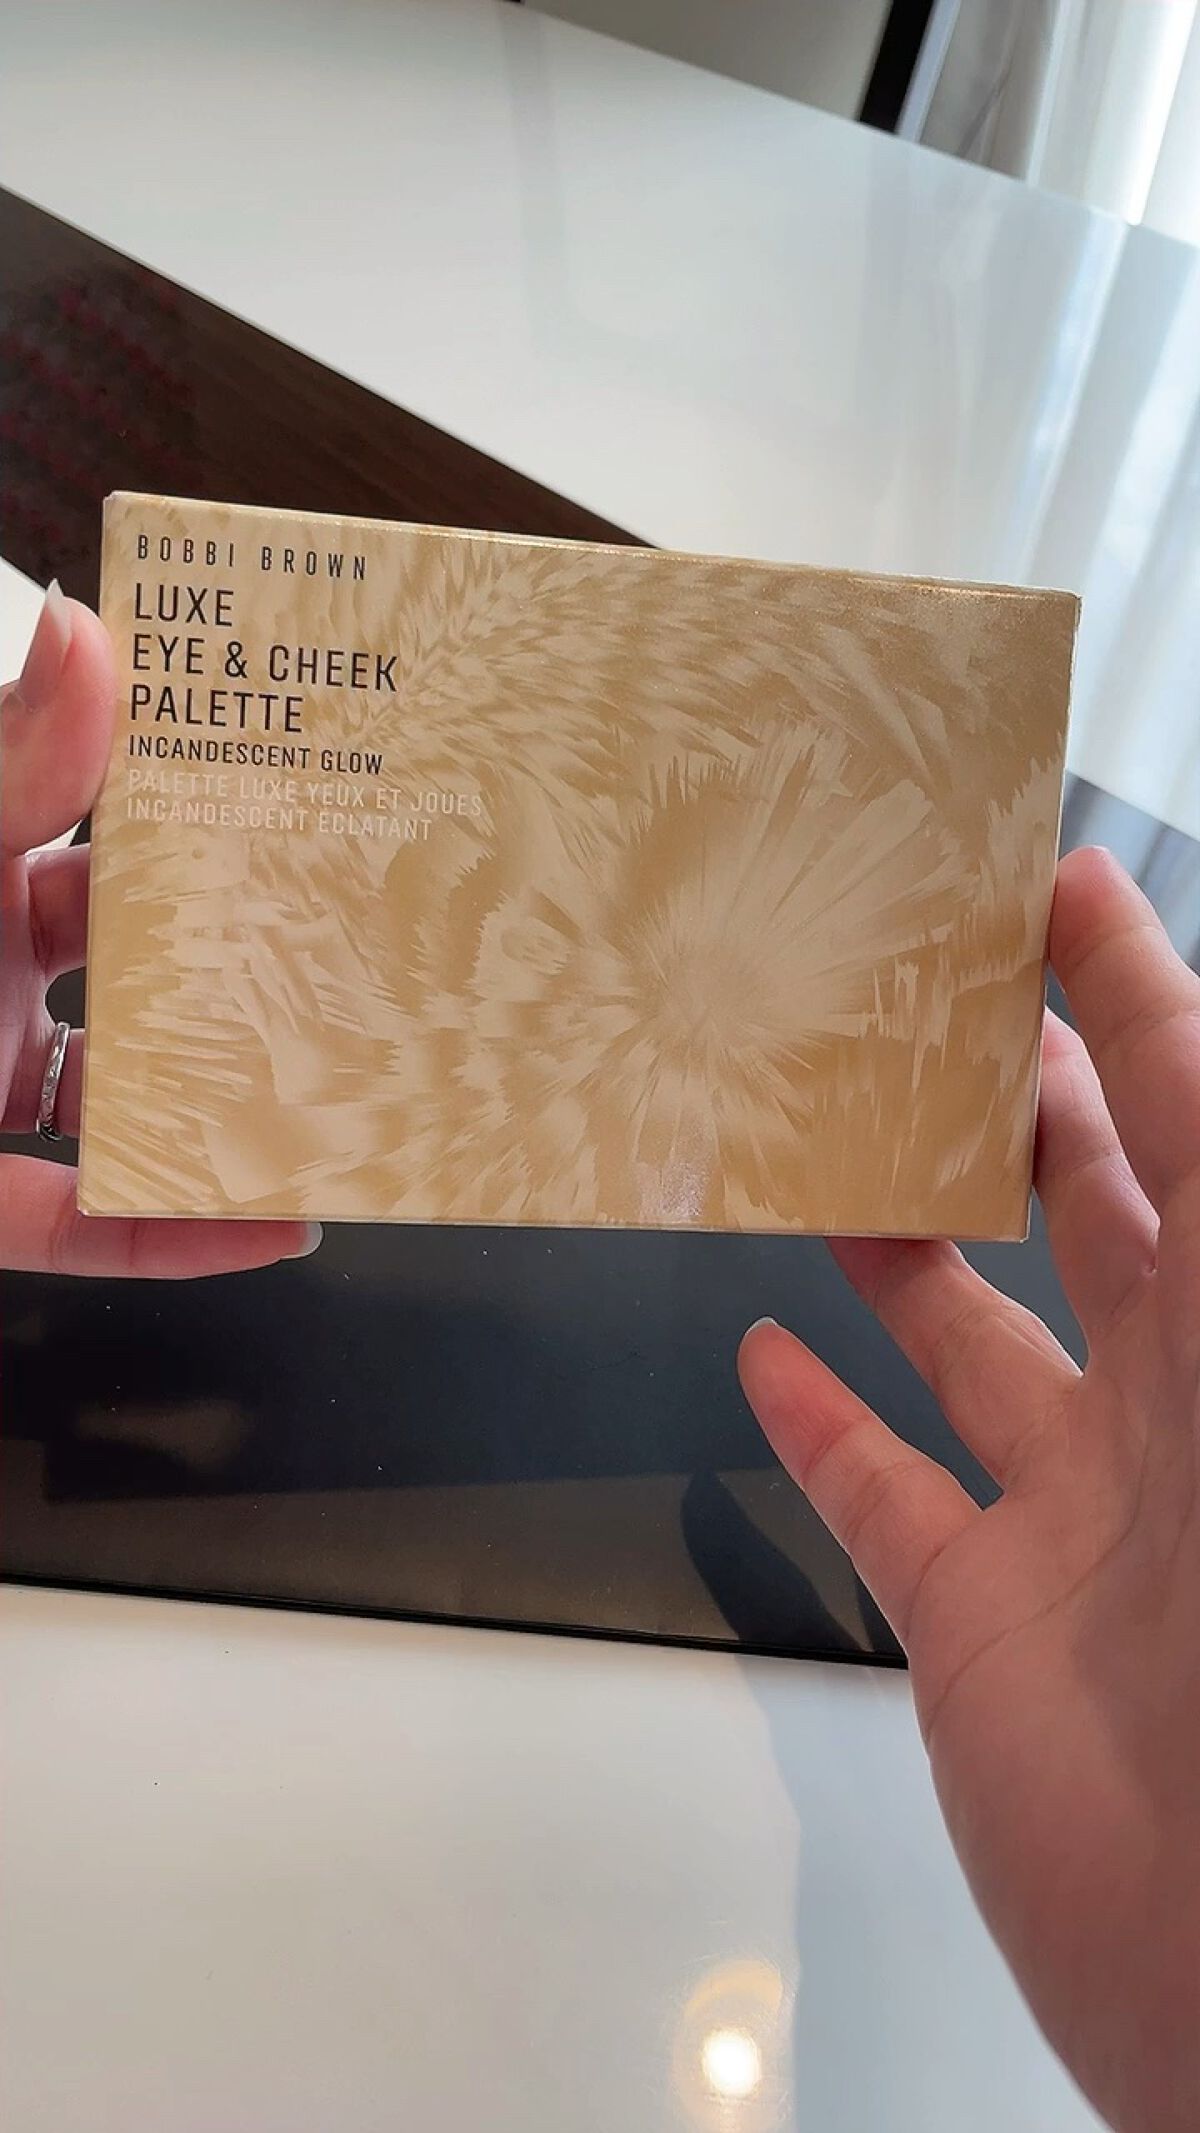 BOBBI BROWN
LUXE
EYE & CHEEK
PALETTE
INCANDESCENT GLOW
PALETTE LUXE YEUX ET JOUES
INCANDESCENT ÉCLATANT